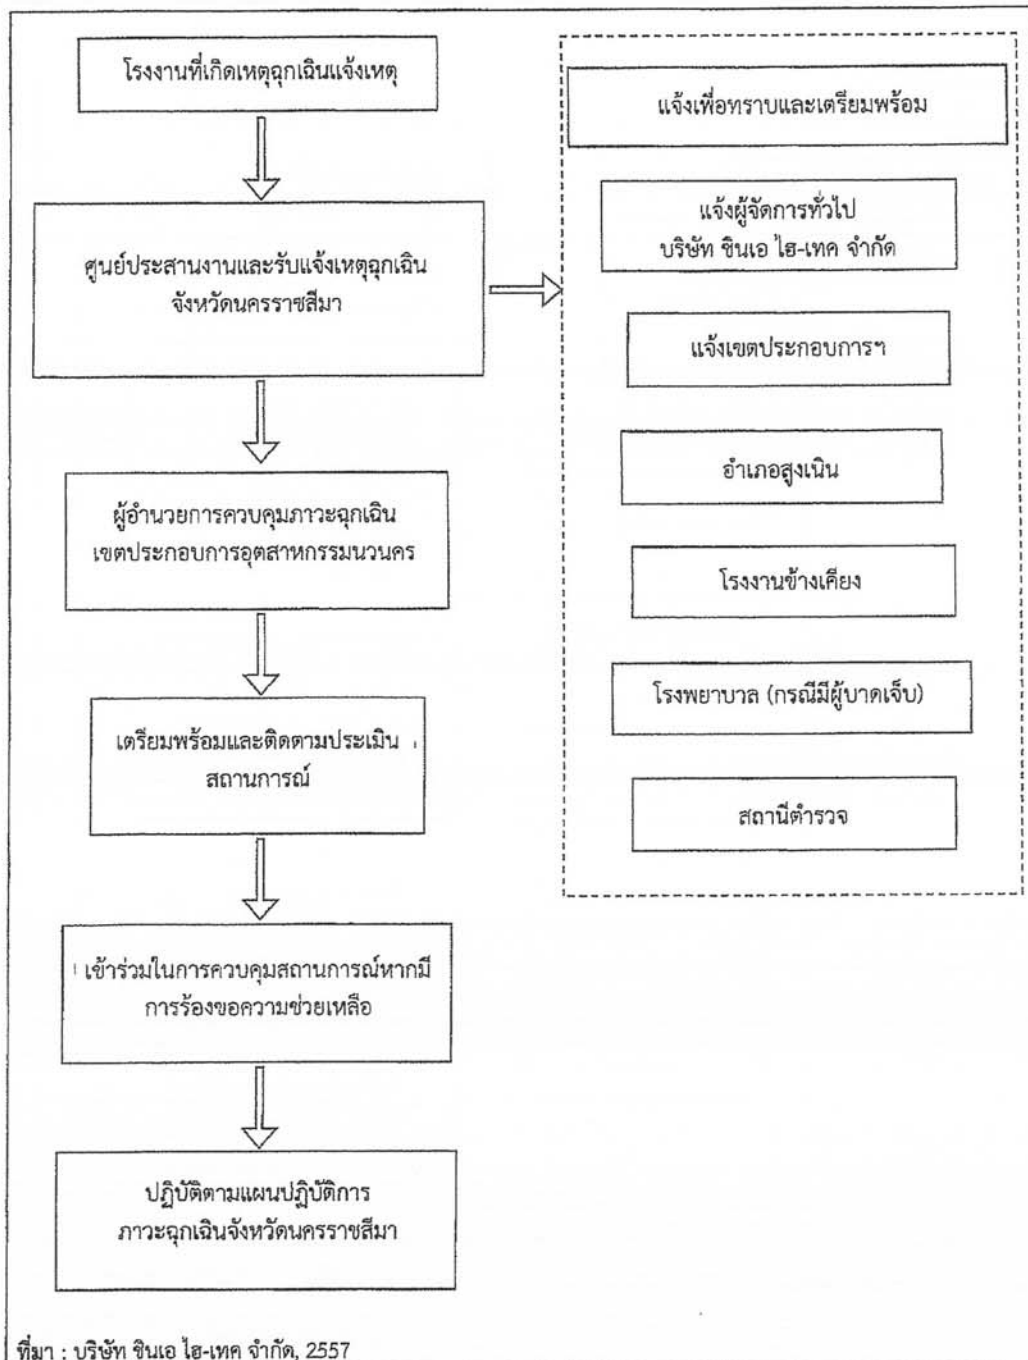 โรงงานที่เกิดเหตุฉุกเฉินแจ้งเหตุ
ศูนย์ประสานงานและรับแจ้งเหตุฉุกเฉิน
จังหวัดนครราชสีมา
ผู้อำนวยการควบคุมภาวะฉุกเฉิน
เขตประกอบการอุตสาหกรรมนวนคร
เตรียมพร้อมและติดตามประเมิน
สถานการณ์
เข้าร่วมในการควบคุมสถานการณ์หากมี
การร้องขอความช่วยเหลือ
ปฏิบัติตามแผนปฏิบัติการ
ภาวะฉุกเฉินจังหวัดนครราชสีมา
แจ้งเพื่อทราบและเตรียมพร้อม
แจ้งผู้จัดการทั่วไป
บริษัท ชินเอ ไฮ-เทค จำกัด
แจ้งเขตประกอบการฯ
อำเภอสูงเนิน
โรงงานข้างเคียง
โรงพยาบาล (กรณีมีผู้บาดเจ็บ)
สถานีตำรวจ
ที่มา : บริษัท ชินเอ ไฮ-เทค จำกัด, 2557